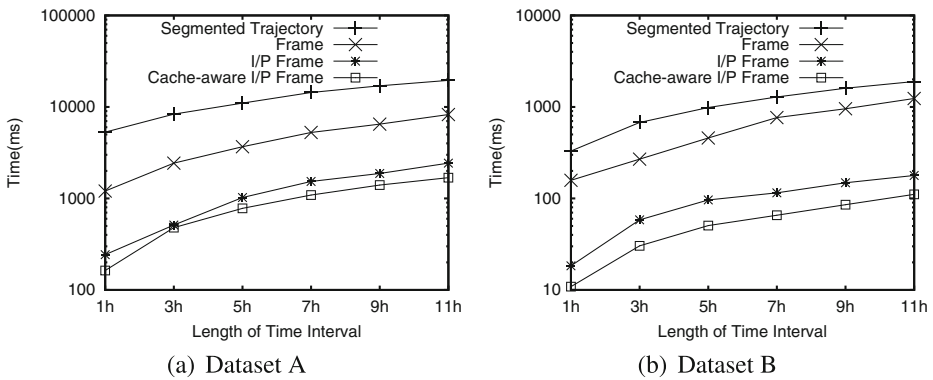 100000
10000
1000
100
Time(ms)
Segmented Trajectory
Frame
I/P Frame
Cache-aware I/P Frame
1h 3h 5h 7h 9h 11h
Length of Time Interval
(a) Dataset A
10000
1000
100
10
Time(ms)
Segmented Trajectory
Frame
I/P Frame
Cache-aware I/P Frame
1h 3h 5h 7h 9h 11h
Length of Time Interval
(b) Dataset B